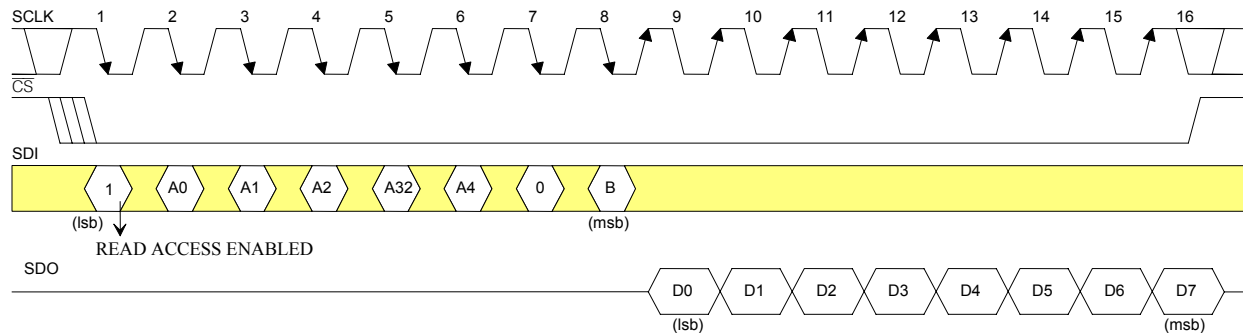 SCLK 1 2 3 4 5 6 7 8 9 10 11 12 13 14 15 16
CS
SDI
1 A0 A1 A2 A32 A4 0 B
(lsb) (msb)
READ ACCESS ENABLED
SDO
D0 D1 D2 D3 D4 D5 D6 D7
(lsb) (msb)